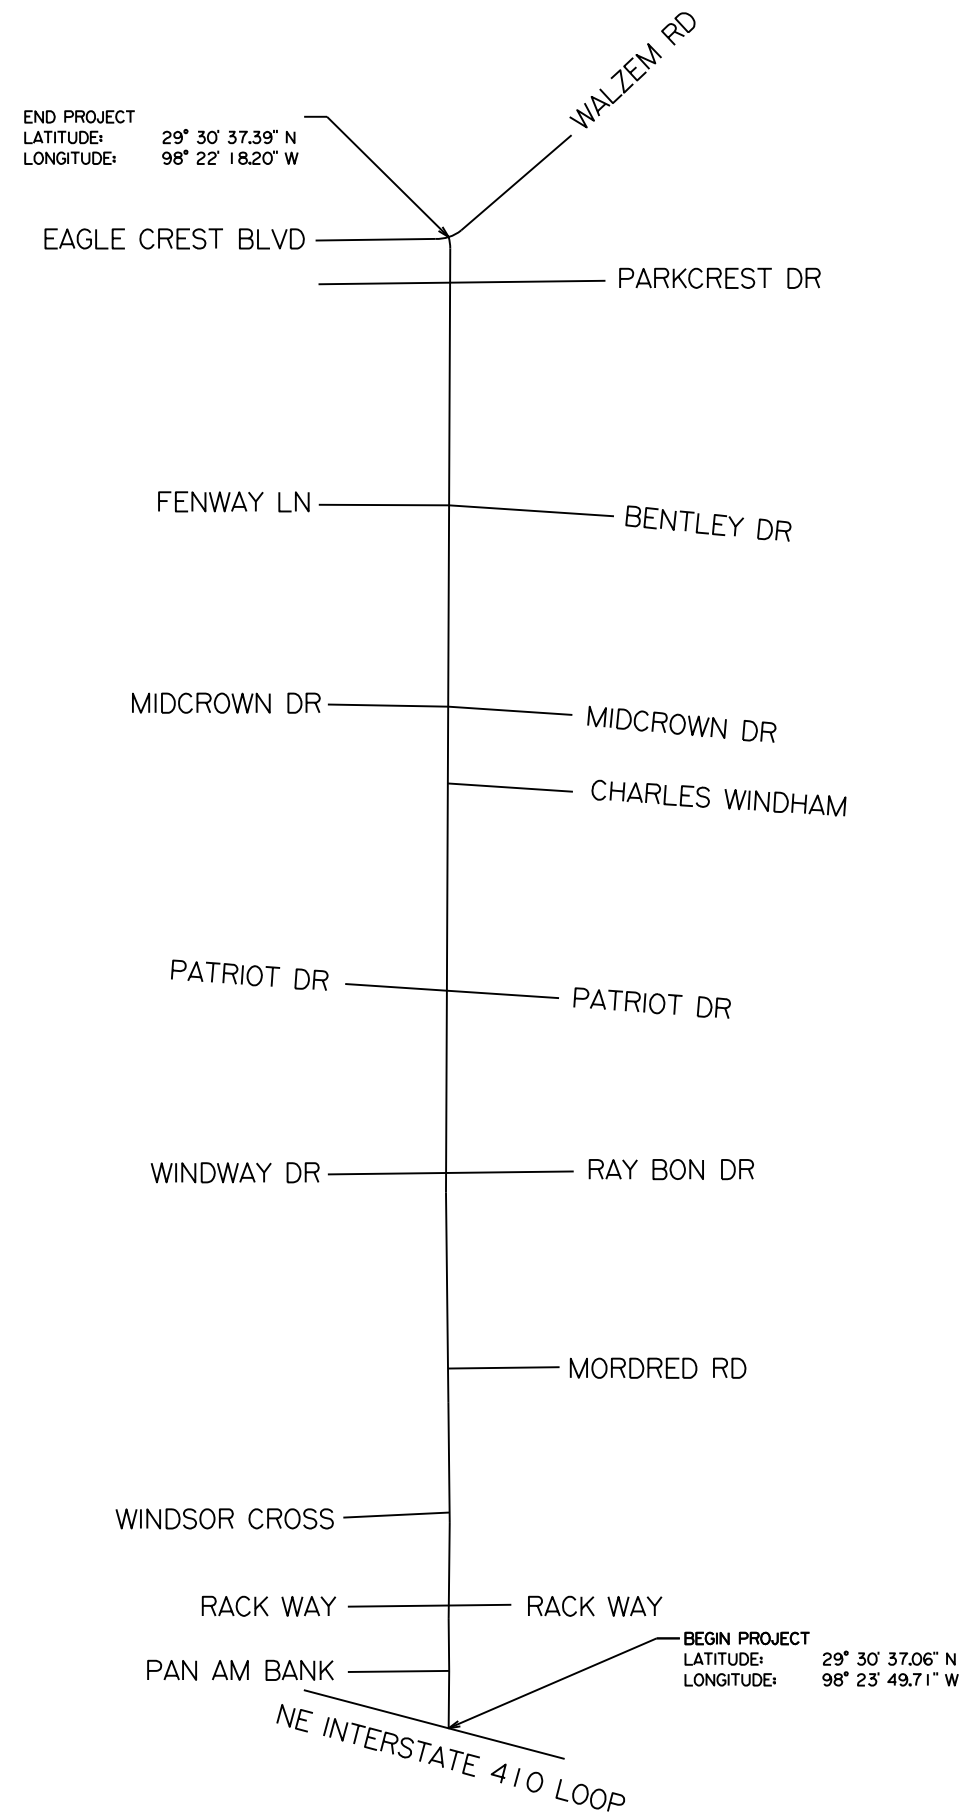 WALZEM RD
END PROJECT
LATITUDE: 29° 30' 37.39" N
LONGITUDE: 98° 22' 18.20" W
EAGLE CREST BLVD
PARKCREST DR
FENWAY LN
BENTLEY DR
MIDCROWN DR
MIDCROWN DR
CHARLES WINDHAM
PATRIOT DR
PATRIOT DR
WINDWAY DR
RAY BON DR
MORDRED RD
WINDSOR CROSS
RACK WAY
RACK WAY
BEGIN PROJECT
LATITUDE: 29° 30' 37.06" N
LONGITUDE: 98° 23' 49.71" W
PAN AM BANK
NE INTERSTATE 410 LOOP